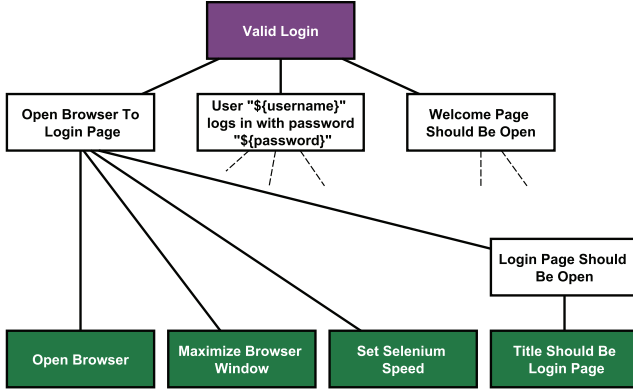 Valid Login
Open Browser To
Login Page
User "${username}"
logs in with password
"${password}"
Welcome Page
Should Be Open
Login Page Should
Be Open
Open Browser
Maximize Browser
Window
Set Selenium
Speed
Title Should Be
Login Page